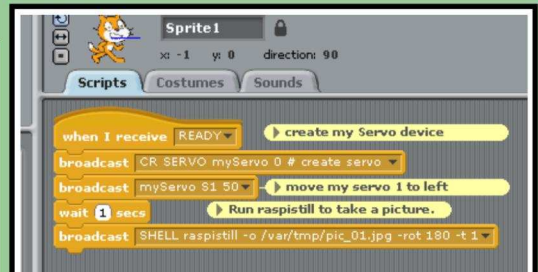 Sprite1
x: -1 y: 0 direction: 90
Scripts Costumes Sounds
when I receive READY create my Servo device
broadcast CR SERVO myServo 0 # create servo
broadcast myServo S1 50 move my servo 1 to left
wait 1 secs Run raspistill to take a picture.
broadcast SHELL raspistill -o /var/tmp/pic_01.jpg -rot 180 -t 1